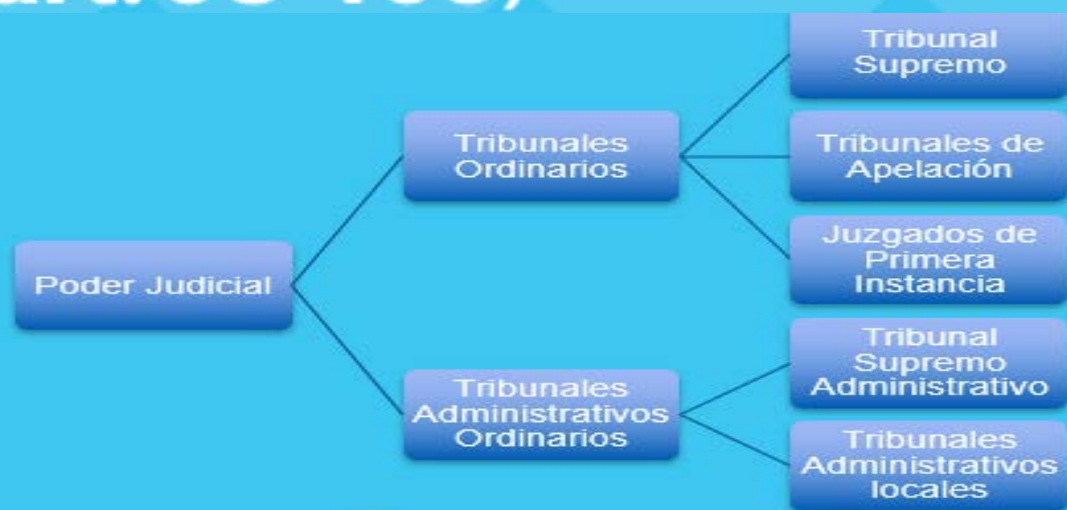 Tribunal
Supremo
Tribunales
Ordinarios
Tribunales de
Apelación
Juzgados de
Primera
Instancia
Poder Judicial
Tribunal
Supremo
Administrativo
Tribunales
Administrativos
Ordinarios
Tribunales
Administrativos
locales